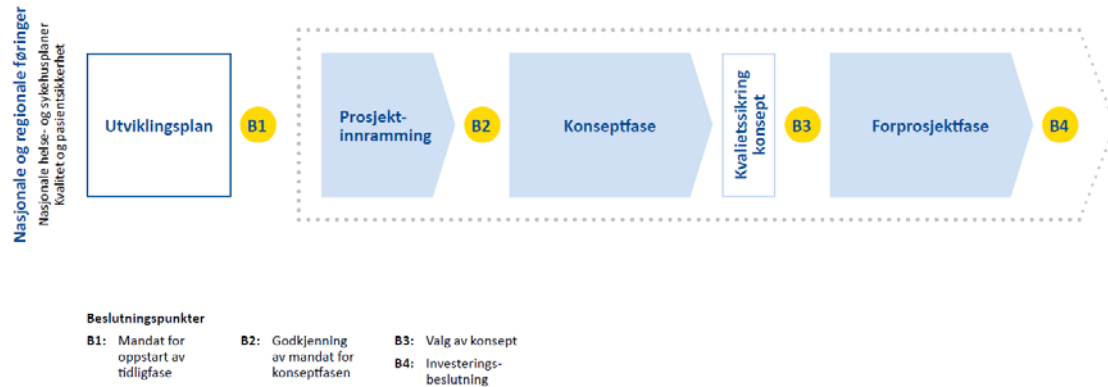 Nasjonale og regionale føringer
Nasjonale helse- og sykehusplaner
Kvalitet og pasientsikkerhet
Utviklingsplan
B1
Prosjekt-
innramming
B2
Konseptfase
Kvalietssikring
konsept
B3
Forprosjektfase
B4
Beslutningspunkter
B1: Mandat for
oppstart av
tidligfase
B2: Godkjenning
av mandat for
konseptfasen
B3: Valg av konsept
B4: Investerings-
beslutning